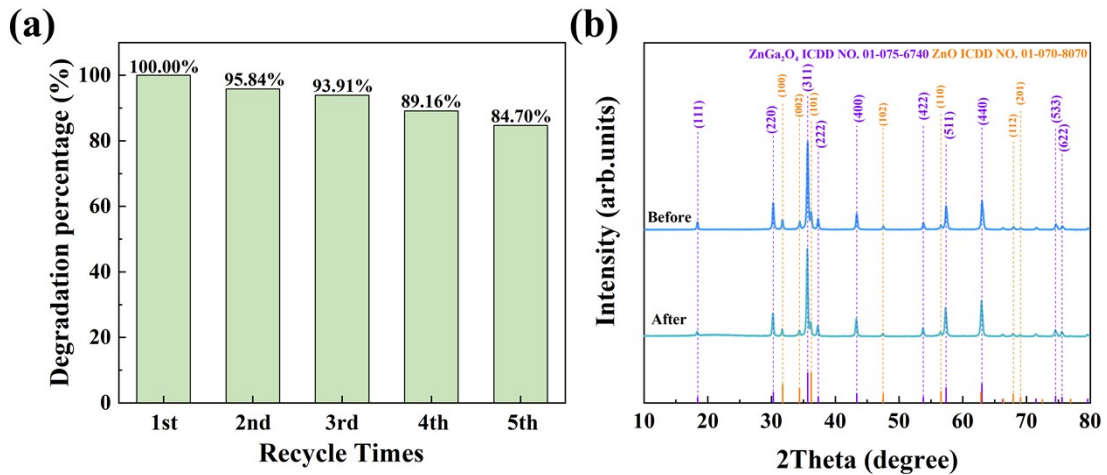 (a)
100.00%
95.84%
93.91%
89.16%
84.70%
100
80
60
40
20
0
Degradation percentage (%)
1st 2nd 3rd 4th 5th
Recycle Times
(b)
ZnGa₂O₄ ICDD NO. 01-075-6740 ZnO ICDD NO. 01-070-8070
(111)
(220)
(100)
(002)
(311)
(101)
(222)
(400)
(102)
(422)
(110)
(511)
(440)
(112)
(201)
(533)
(622)
Before
After
Intensity (arb.units)
10 20 30 40 50 60 70 80
2Theta (degree)